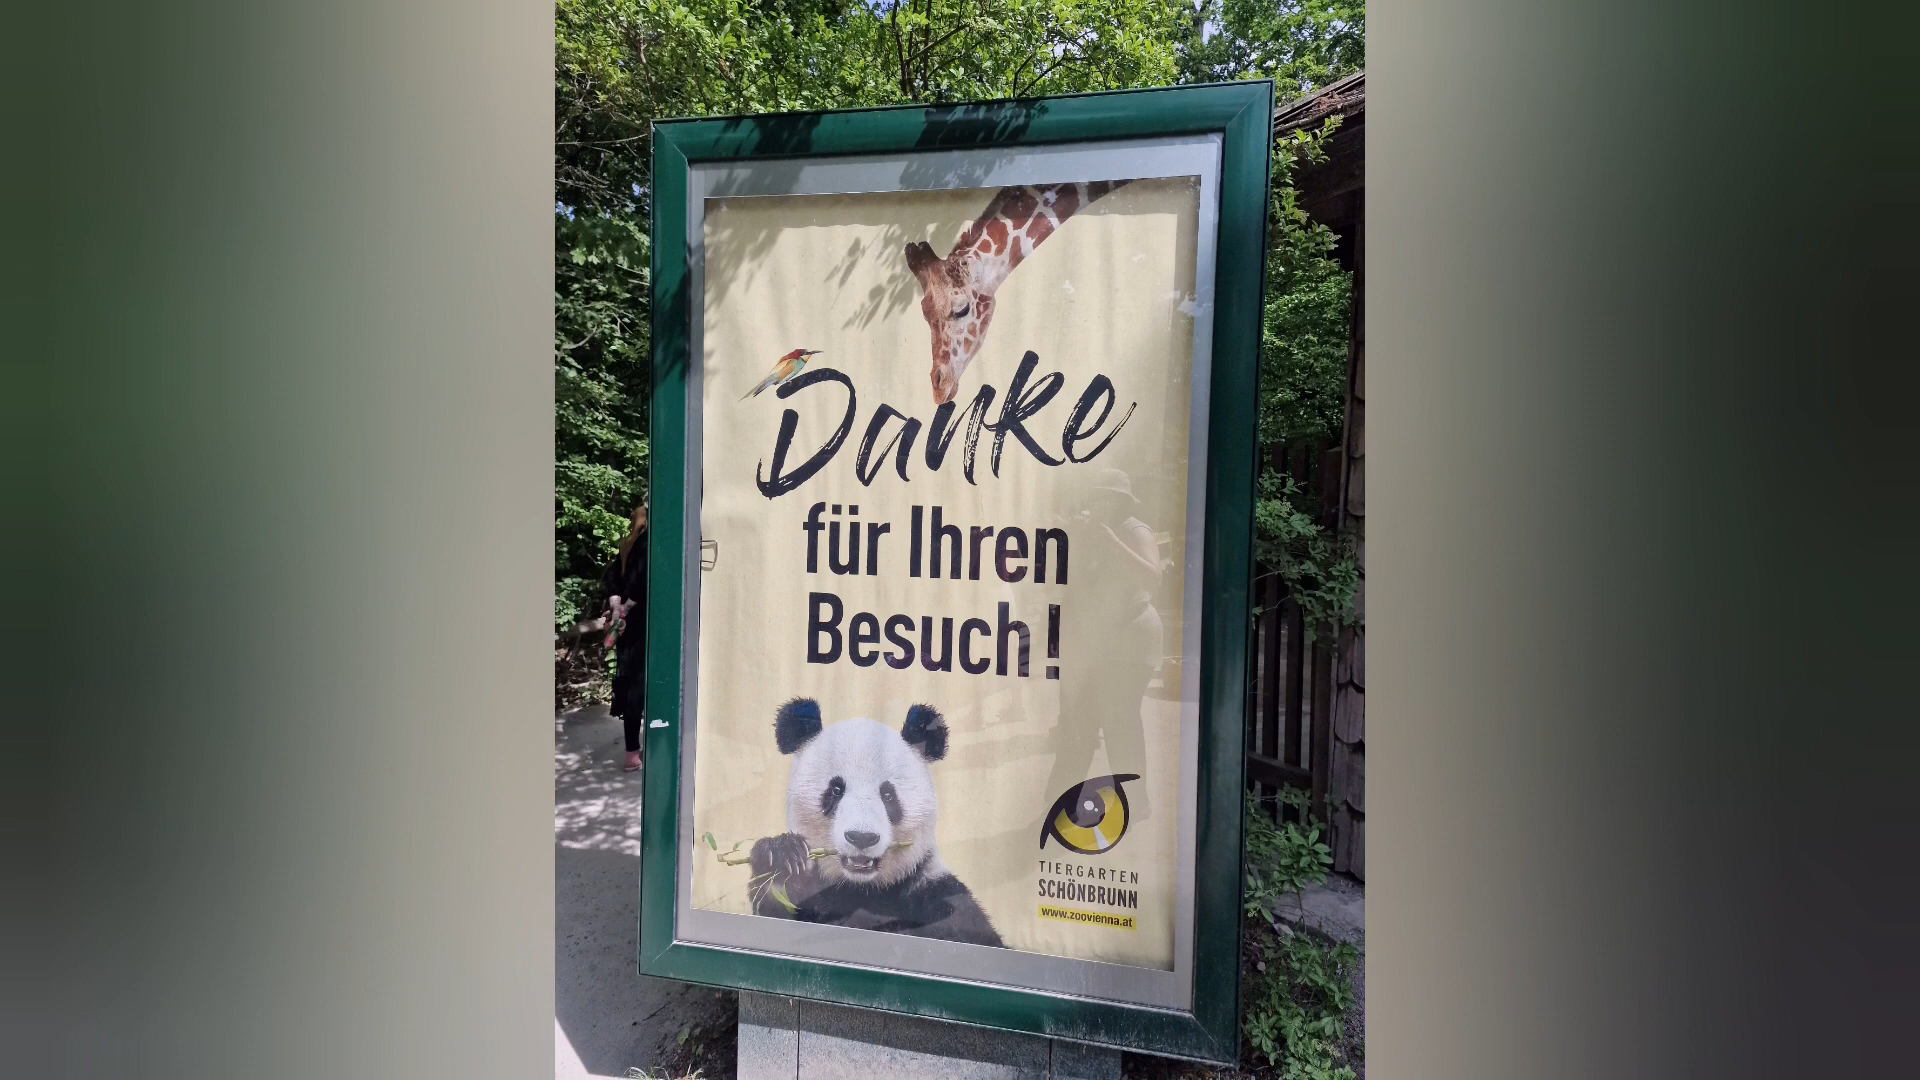 Danke
für Ihren
Besuch!
TIERGARTEN
SCHÖNBRUNN
www.zoovienna.at